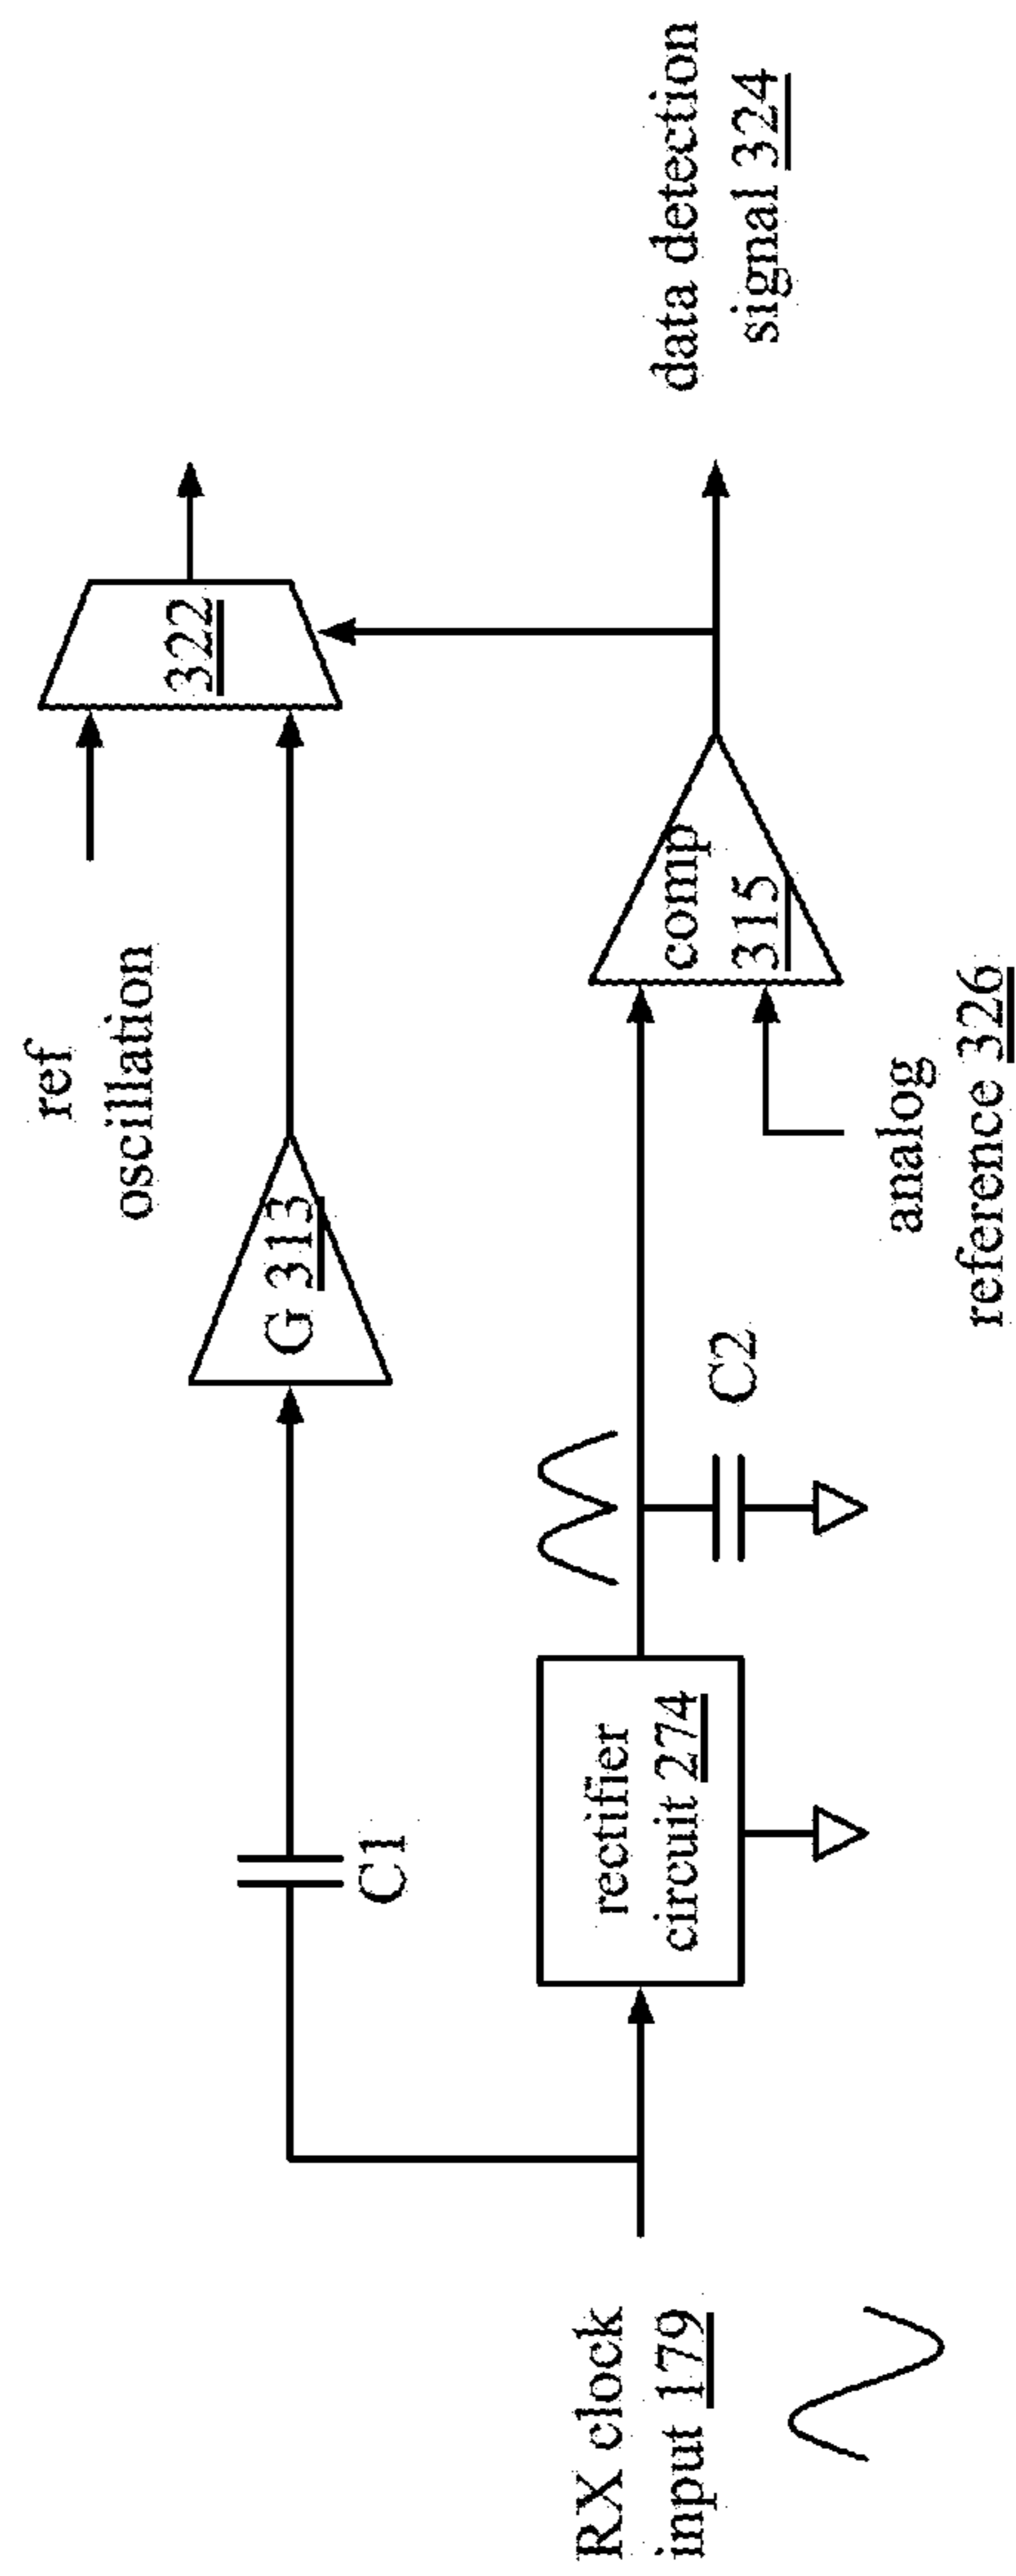 ref
oscillation
322
G 313
C1
RX clock
input 179
rectifier
circuit 274
C2
comp
315
analog
reference 326
data detection
signal 324